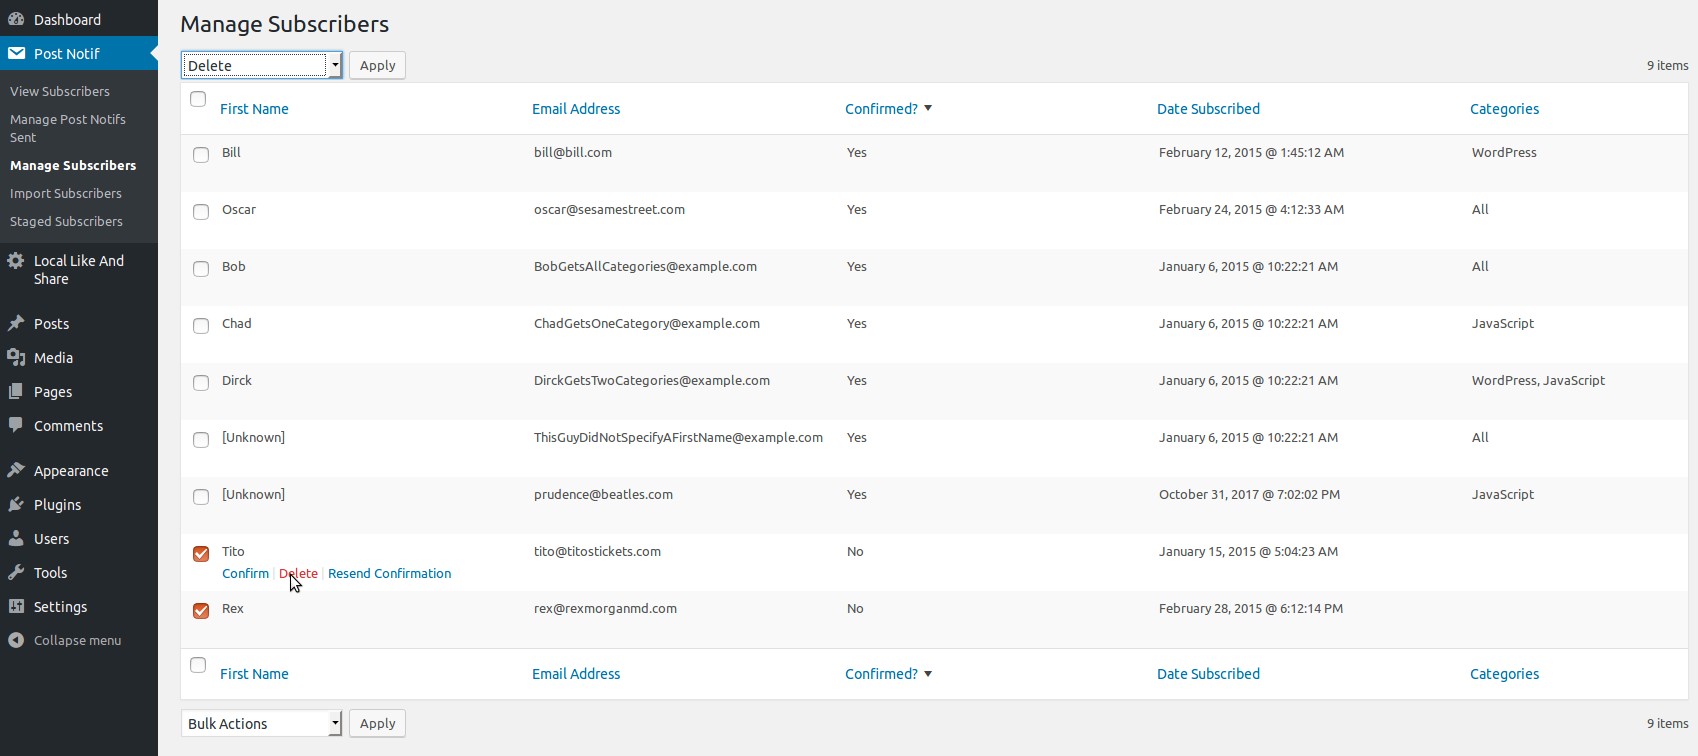 Dashboard
Post Notif
View Subscribers
Manage Post Notifs
Sent
Manage Subscribers
Import Subscribers
Staged Subscribers
Local Like And
Share
Posts
Media
Pages
Comments
Appearance
Plugins
Users
Tools
Settings
Collapse menu
Manage Subscribers
Delete Apply 9 items
First Name Email Address Confirmed? Date Subscribed Categories
Bill bill@bill.com Yes February 12, 2015 @ 1:45:12 AM WordPress
Oscar oscar@sesamestreet.com Yes February 24, 2015 @ 4:12:33 AM All
Bob BobGetsAllCategories@example.com Yes January 6, 2015 @ 10:22:21 AM All
Chad ChadGetsOneCategory@example.com Yes January 6, 2015 @ 10:22:21 AM JavaScript
Dirck DirckGetsTwoCategories@example.com Yes January 6, 2015 @ 10:22:21 AM WordPress, JavaScript
[Unknown] ThisGuyDidNotSpecifyAFirstName@example.com Yes January 6, 2015 @ 10:22:21 AM All
[Unknown] prudence@beatles.com Yes October 31, 2017 @ 7:02:02 PM JavaScript
Tito tito@titostickets.com No January 15, 2015 @ 5:04:23 AM
Confirm | Delete | Resend Confirmation
Rex rex@rexmorganmd.com No February 28, 2015 @ 6:12:14 PM
First Name Email Address Confirmed? Date Subscribed Categories
Bulk Actions Apply 9 items